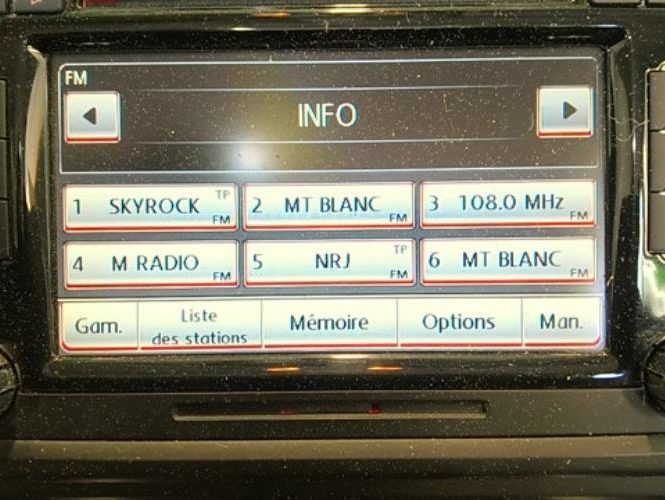 FM
INFO
1 SKYROCK TP FM
2 MT BLANC FM
3 108.0 MHz FM
4 M RADIO FM
5 NRJ TP FM
6 MT BLANC FM
Gam.
Liste
des stations
Mémoire
Options
Man.